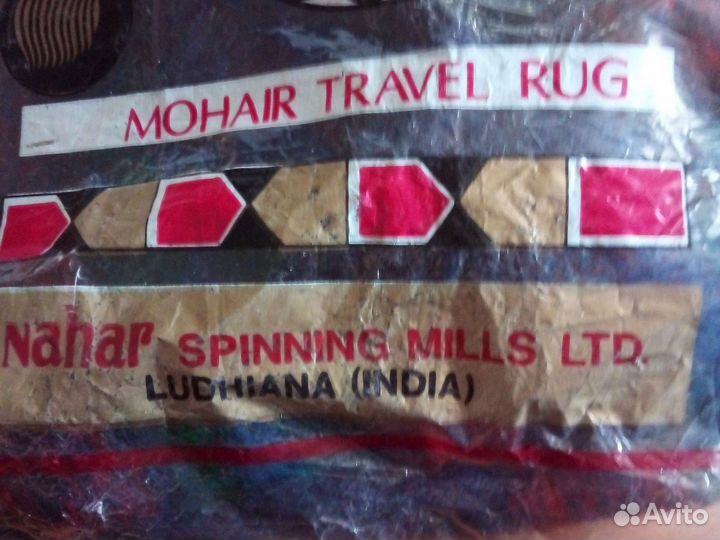 MOHAIR TRAVEL RUG
Nahar SPINNING MILLS LTD.
LUDHIANA (INDIA)
Avito